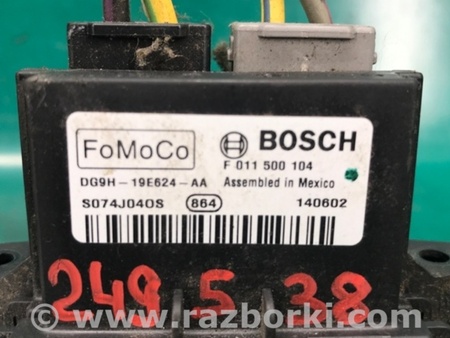 FoMoCo
BOSCH
F 011 500 104
DG9H-19E624-AA
Assembled in Mexico
S074J040S
864
140602
249 5 38
© www.razborki.com